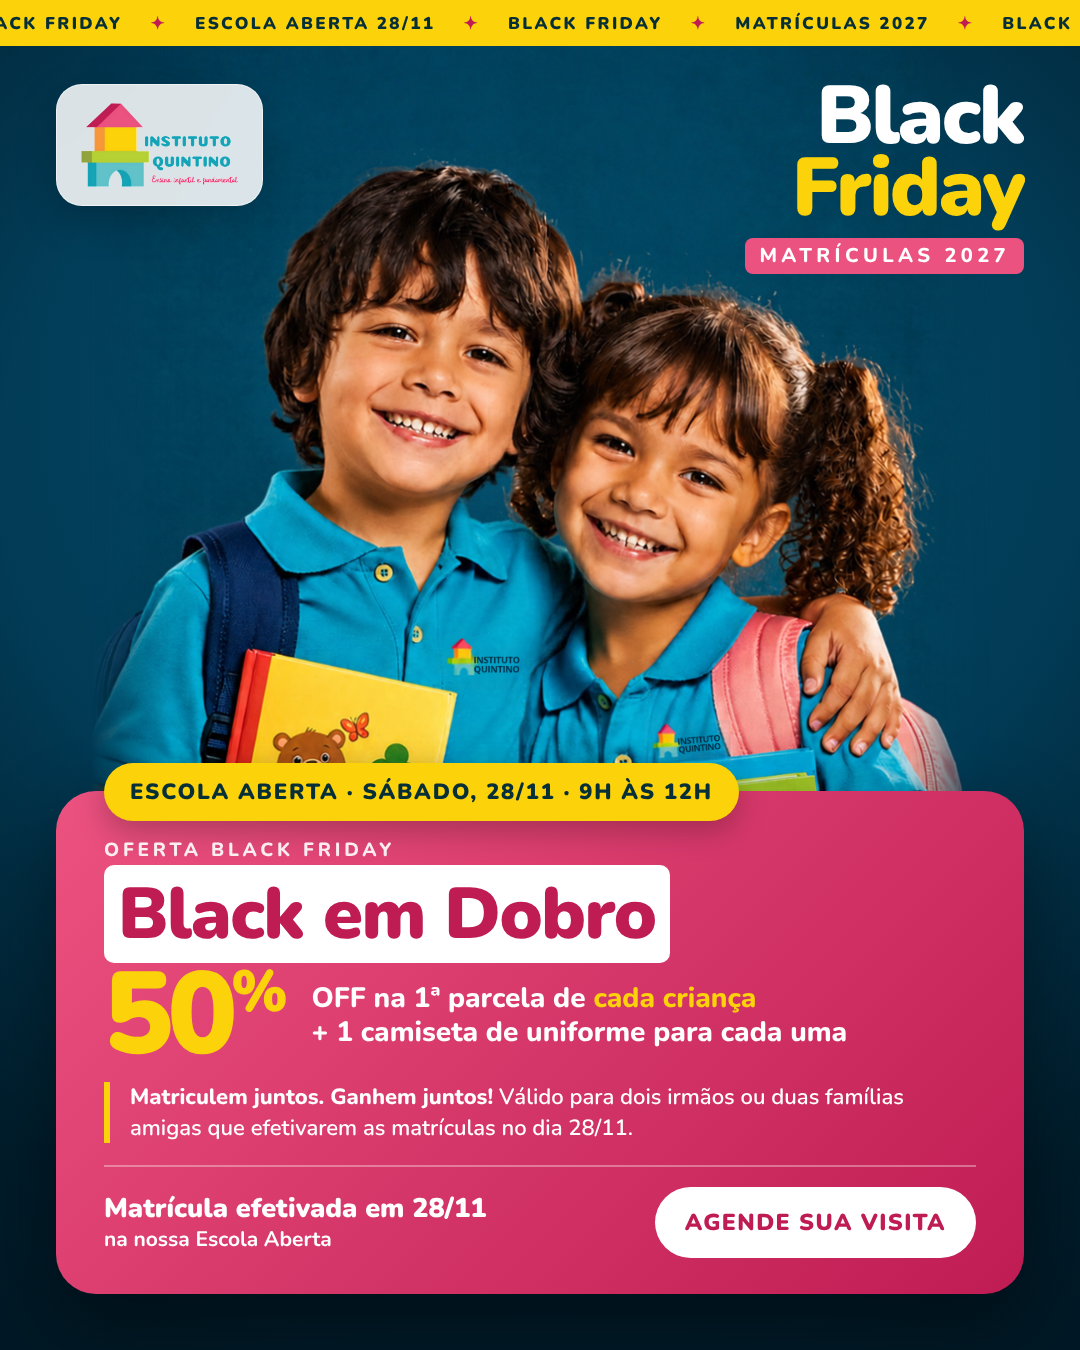 ACK FRIDAY ✦ ESCOLA ABERTA 28/11 ✦ BLACK FRIDAY ✦ MATRÍCULAS 2027 ✦ BLACK
INSTITUTO
QUINTINO
Ensino infantil e fundamental
Black
Friday
MATRÍCULAS 2027
INSTITUTO
QUINTINO
INSTITUTO
QUINTINO
ESCOLA ABERTA · SÁBADO, 28/11 · 9H ÀS 12H
OFERTA BLACK FRIDAY
Black em Dobro
50%
OFF na 1ª parcela de cada criança
+ 1 camiseta de uniforme para cada uma
Matriculem juntos. Ganhem juntos! Válido para dois irmãos ou duas famílias
amigas que efetivarem as matrículas no dia 28/11.
Matrícula efetivada em 28/11
na nossa Escola Aberta
AGENDE SUA VISITA